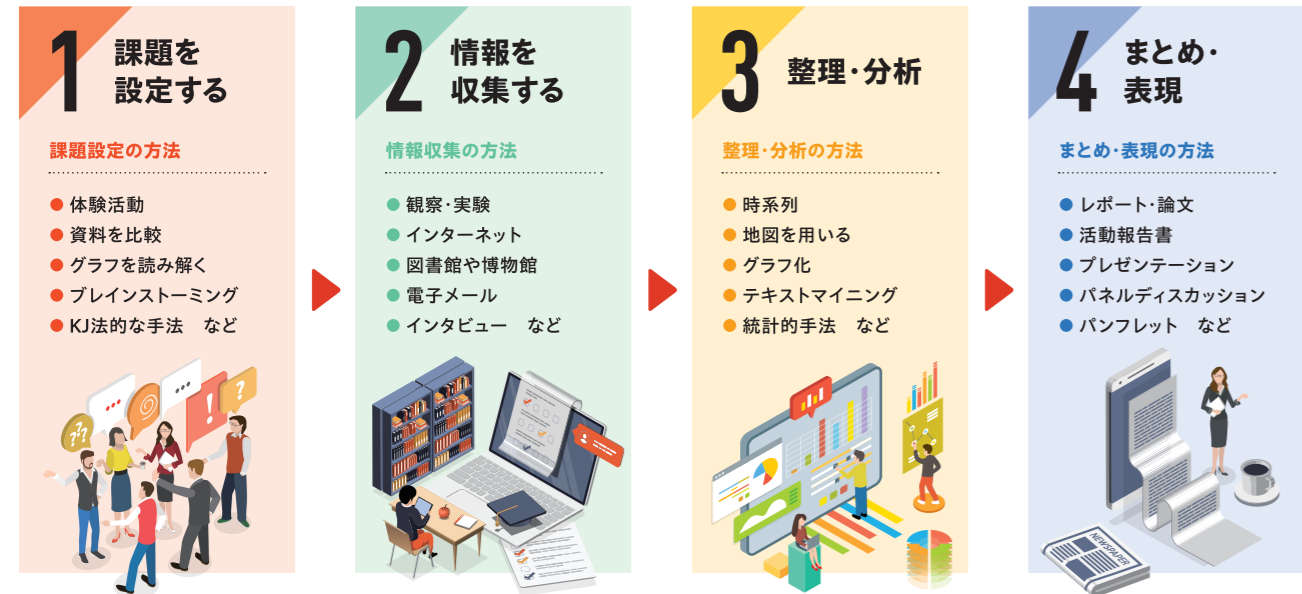 1
課題を
設定する
課題設定の方法
● 体験活動
● 資料を比較
● グラフを読み解く
● ブレインストーミング
● KJ法的な手法　など
???
!
?
2
情報を
収集する
情報収集の方法
● 観察・実験
● インターネット
● 図書館や博物館
● 電子メール
● インタビュー　など
3
整理・分析
整理・分析の方法
● 時系列
● 地図を用いる
● グラフ化
● テキストマイニング
● 統計的手法　など
4
まとめ・
表現
まとめ・表現の方法
● レポート・論文
● 活動報告書
● プレゼンテーション
● パネルディスカッション
● パンフレット　など
NEWSPAPER